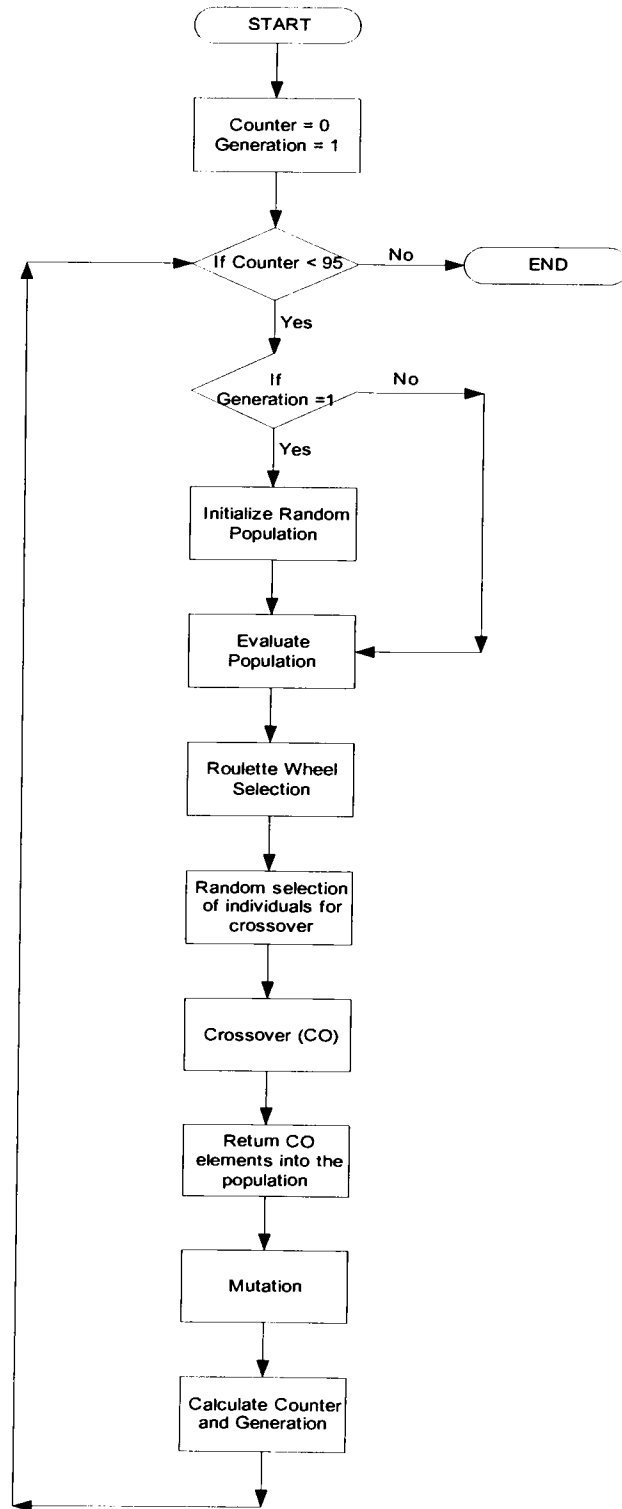 START
Counter = 0
Generation = 1
If Counter < 95
No
END
Yes
If
Generation =1
No
Yes
Initialize Random
Population
Evaluate
Population
Roulette Wheel
Selection
Random selection
of individuals for
crossover
Crossover (CO)
Return CO
elements into the
population
Mutation
Calculate Counter
and Generation